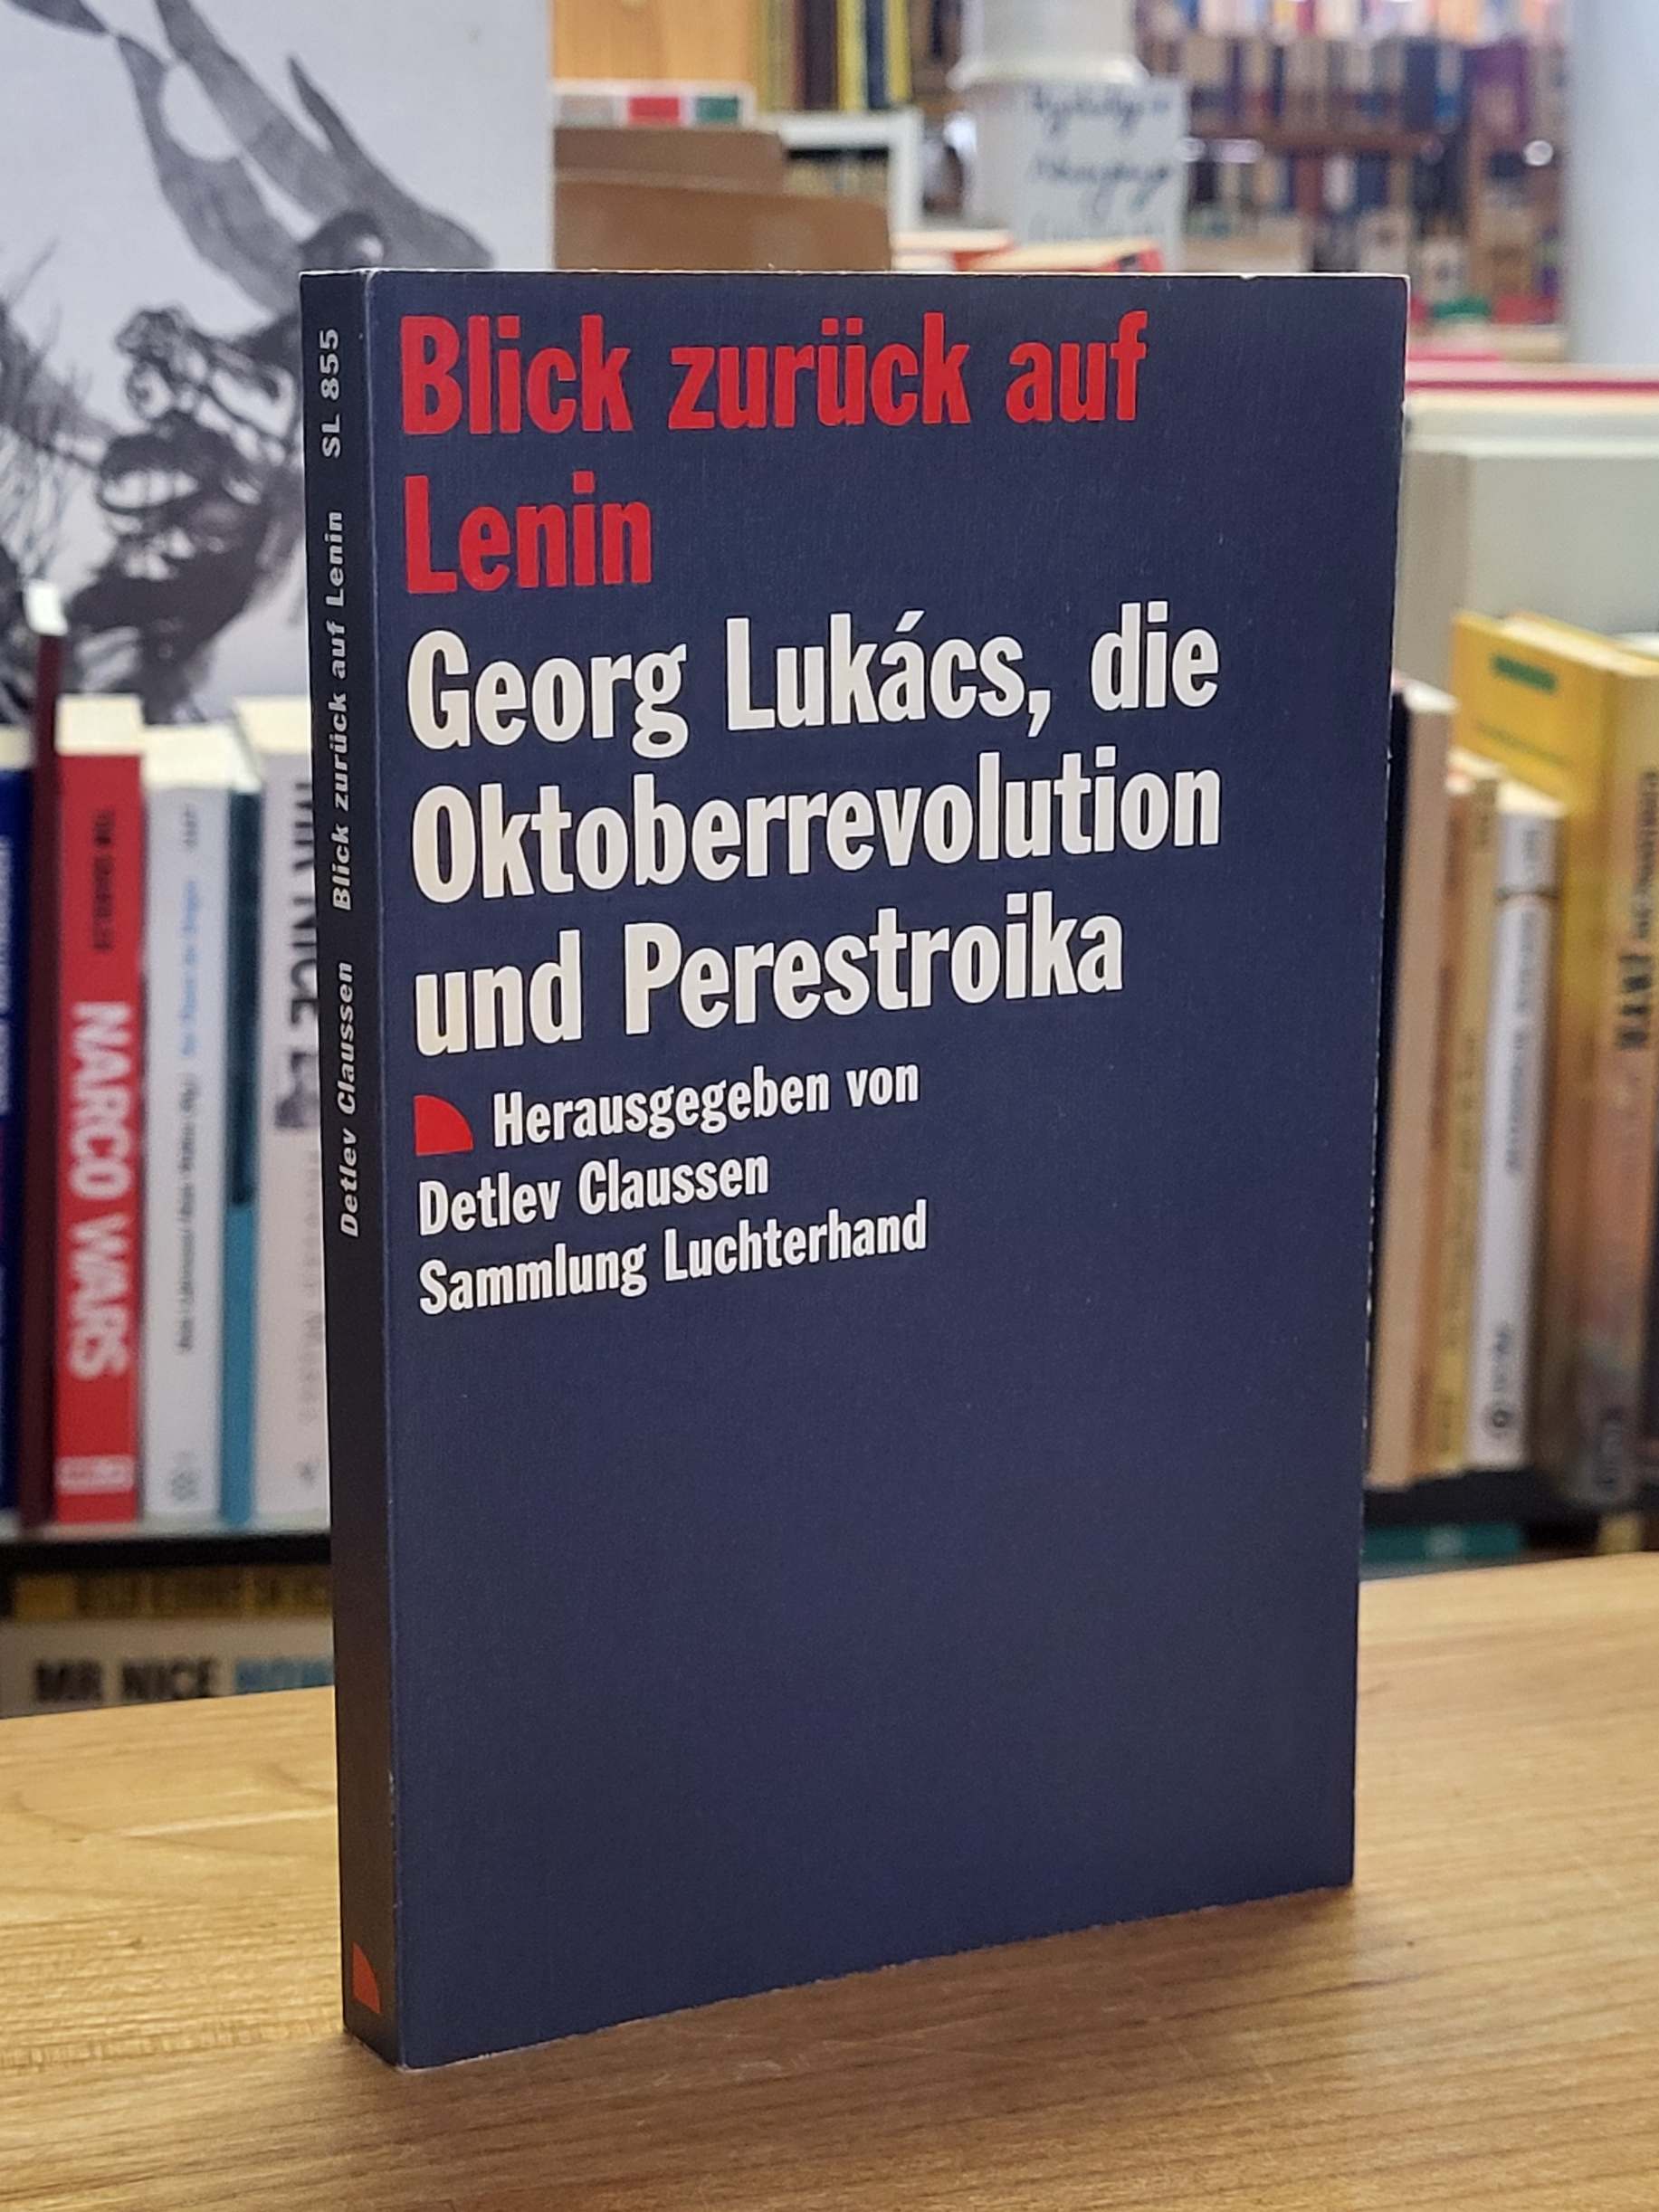 Blick zurück auf
Lenin
Georg Lukács, die
Oktoberrevolution
und Perestroika
Herausgegeben von
Detlev Claussen
Sammlung Luchterhand
Detlev Claussen Blick zurück auf Lenin SL 855
NARCO WARS
MR NICE